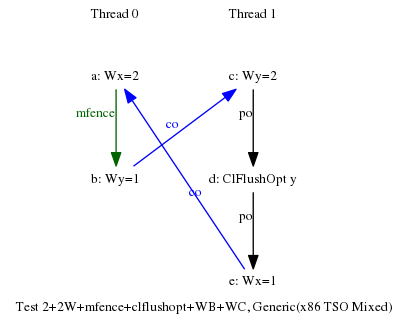 Thread 0 Thread 1
a: Wx=2 c: Wy=2
mfence po
co
b: Wy=1 d: ClFlushOpt y
co
po
e: Wx=1
Test 2+2W+mfence+clflushopt+WB+WC, Generic(x86 TSO Mixed)